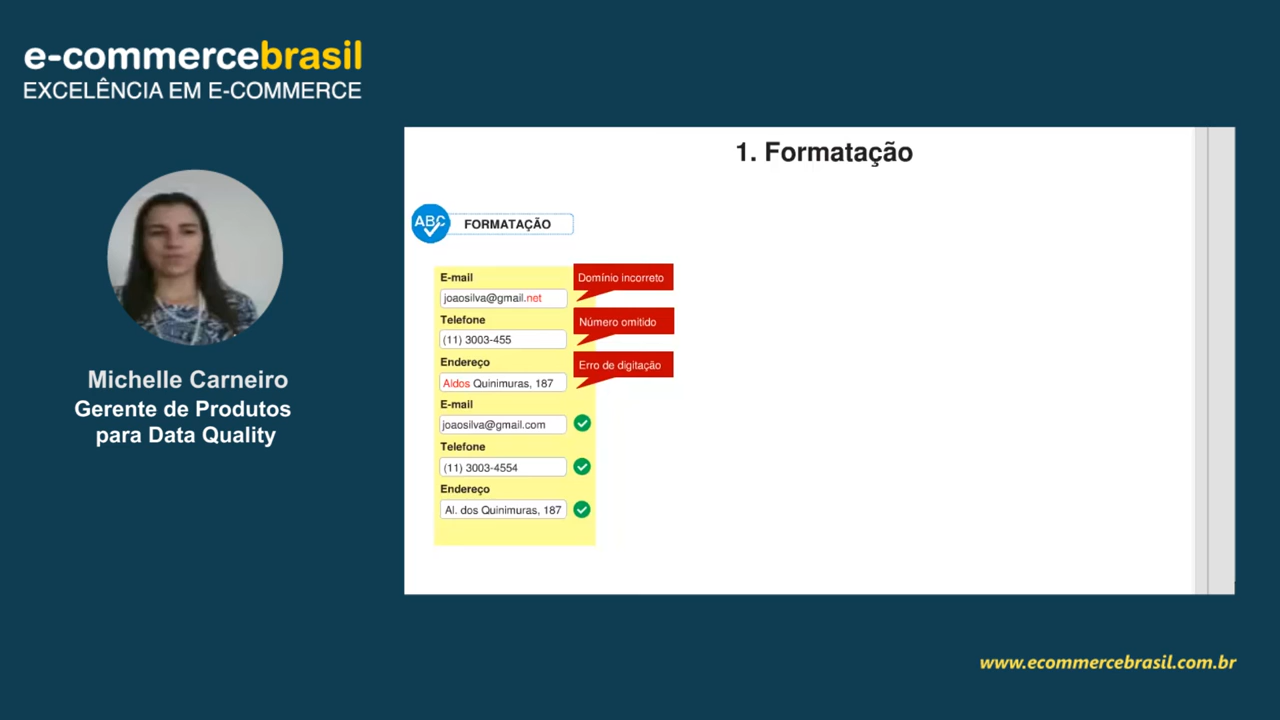 e-commercebrasil
EXCELÊNCIA EM E-COMMERCE
Michelle Carneiro
Gerente de Produtos
para Data Quality
1. Formatação
ABC
FORMATAÇÃO
E-mail
joaosilva@gmail.net
Domínio incorreto
Telefone
(11) 3003-455
Número omitido
Endereço
Aldos Quinimuras, 187
Erro de digitação
E-mail
joaosilva@gmail.com
Telefone
(11) 3003-4554
Endereço
Al. dos Quinimuras, 187
www.ecommercebrasil.com.br